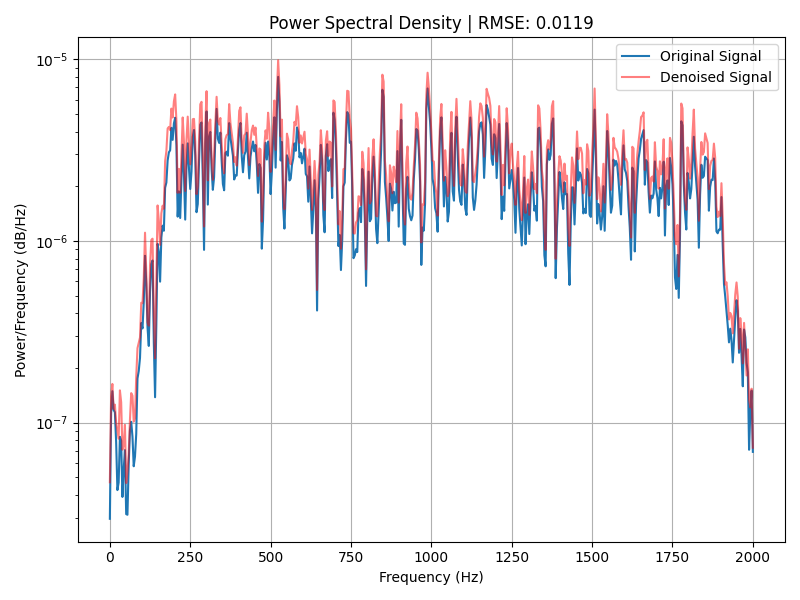 Power Spectral Density | RMSE: 0.0119
Original Signal
Denoised Signal
Power/Frequency (dB/Hz)
10⁻⁵
10⁻⁶
10⁻⁷
0 250 500 750 1000 1250 1500 1750 2000
Frequency (Hz)